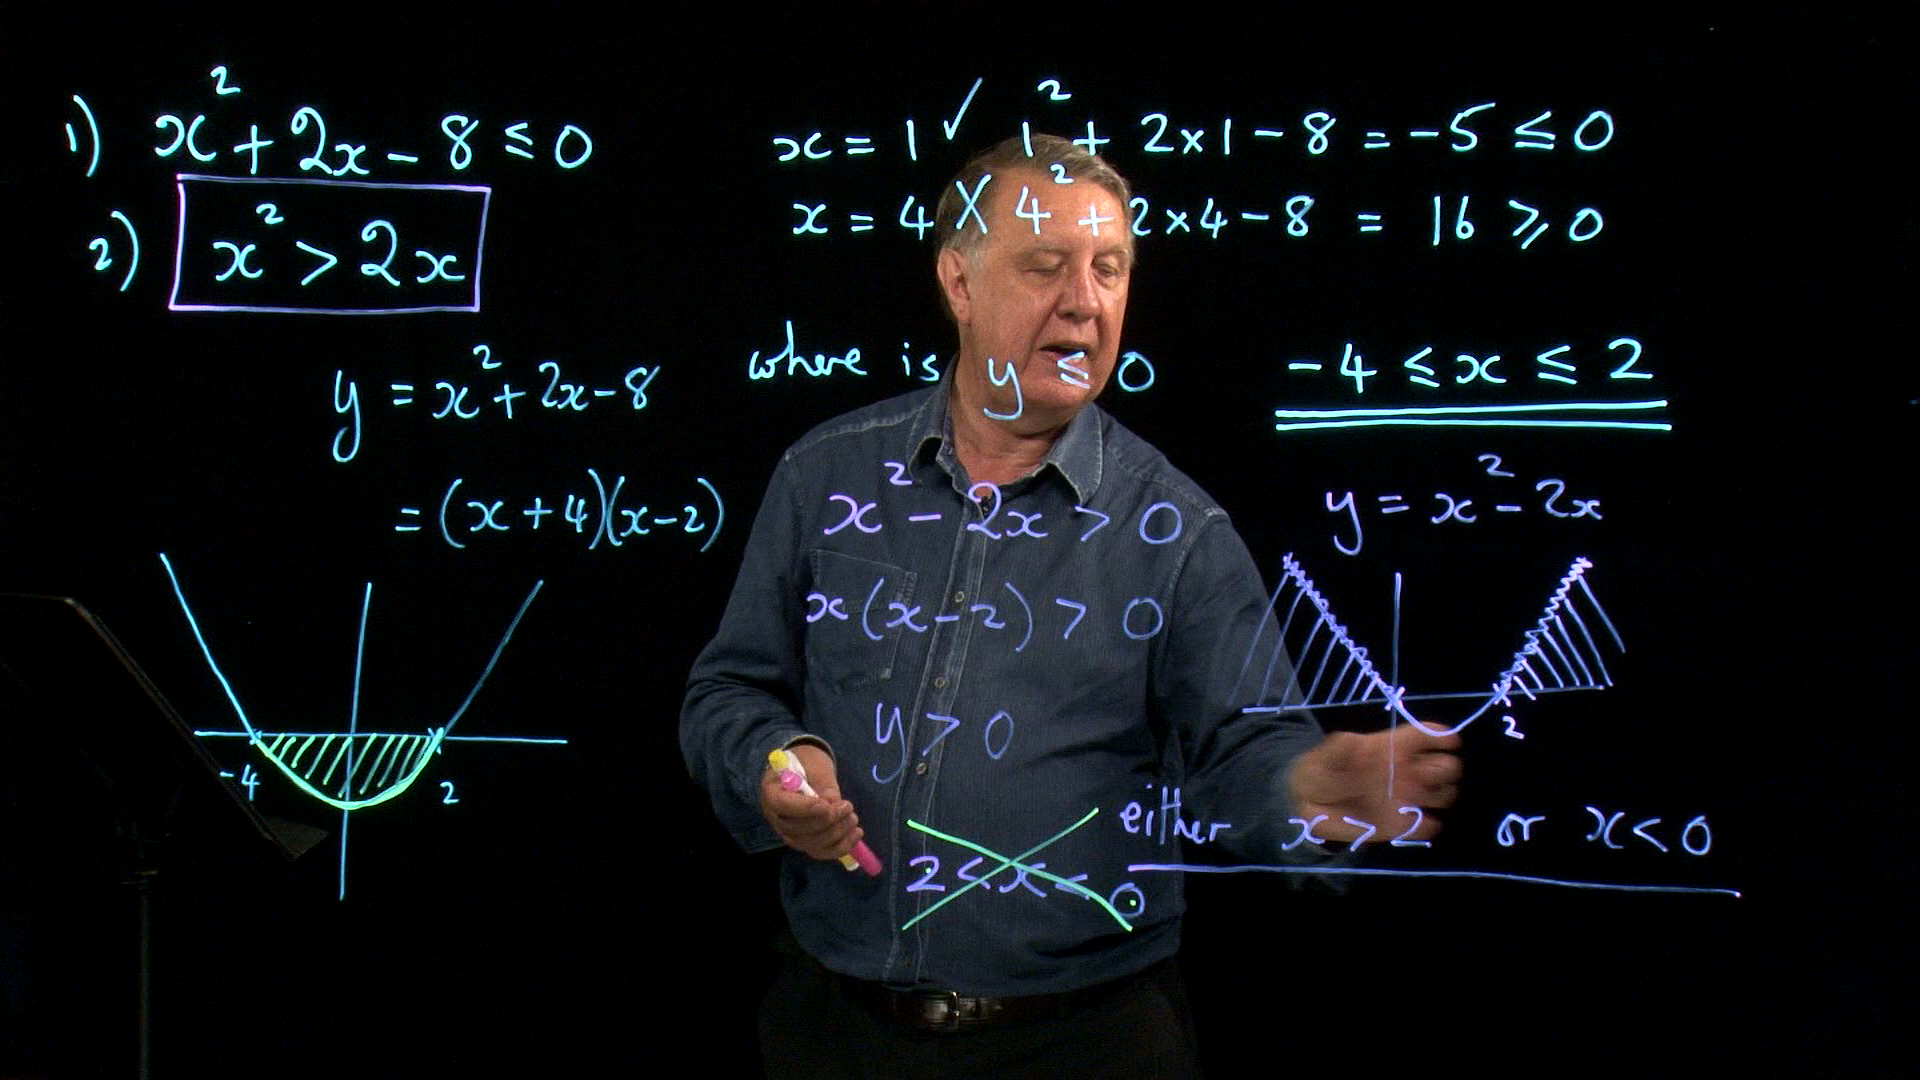 1) x² + 2x - 8 ≤ 0
2) x² > 2x
y = x² + 2x - 8
= (x + 4)(x - 2)
-4 2
x = 1 ✓ 1² + 2 × 1 - 8 = -5 ≤ 0
x = 4 X 4² + 2 × 4 - 8 = 16 ≥ 0
where is y ≤ 0
-4 ≤ x ≤ 2
x² - 2x > 0
x(x - 2) > 0
y > 0
2 < x < 0
y = x² - 2x
2
either x > 2 or x < 0